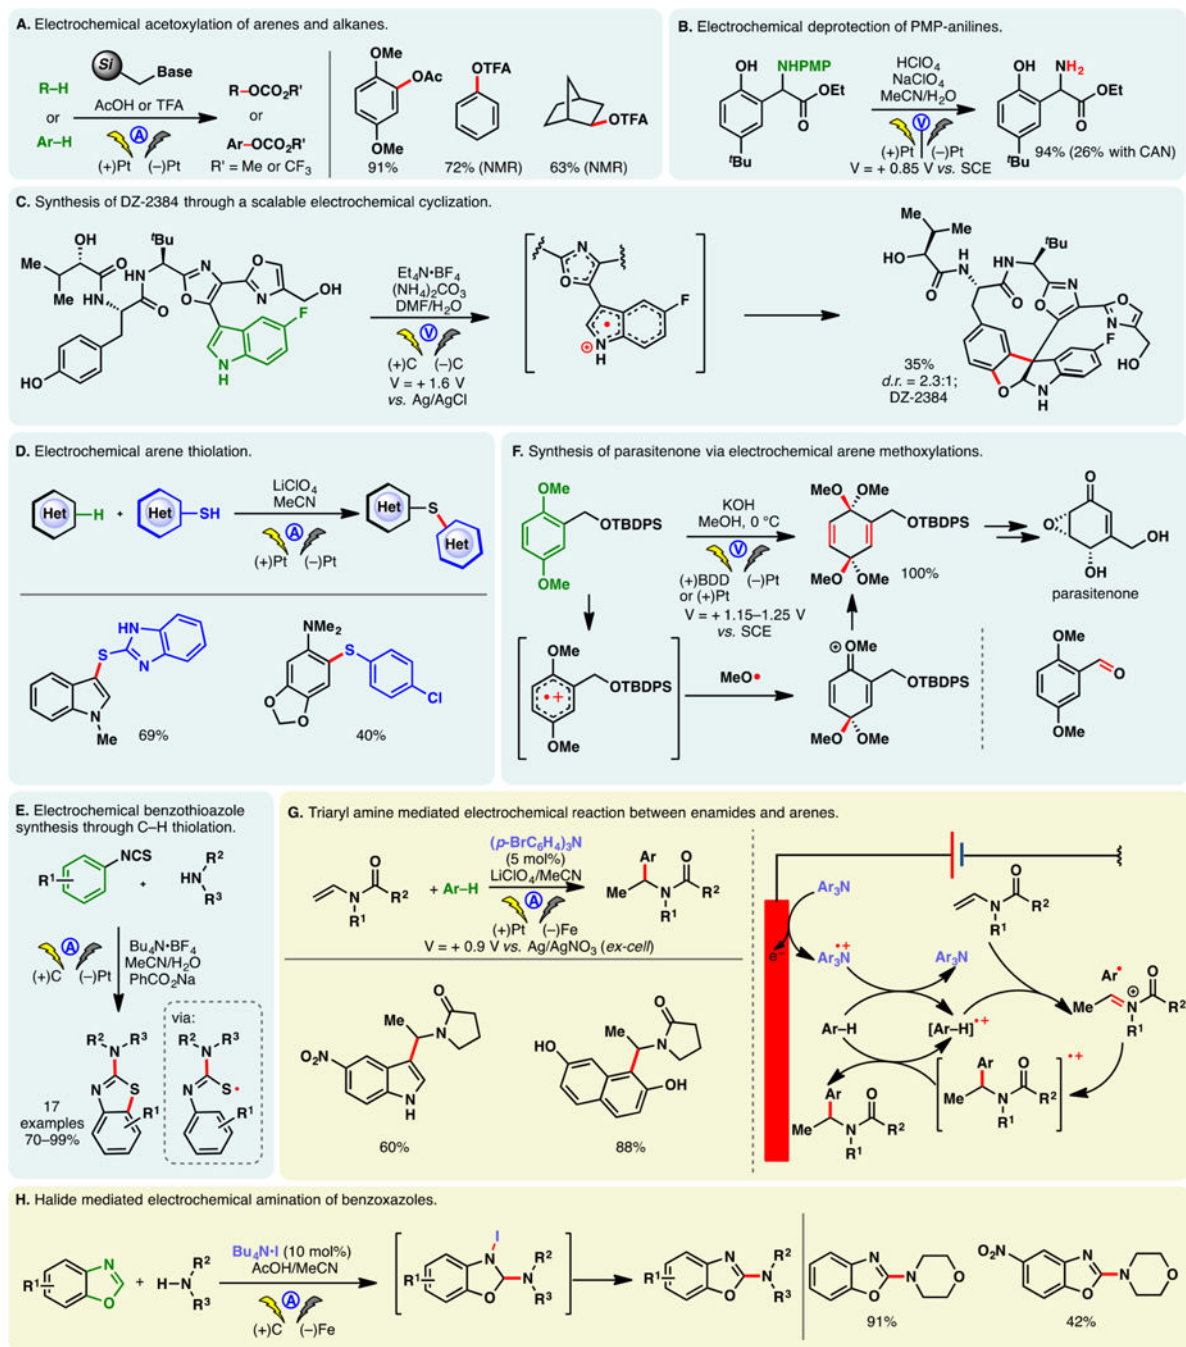 A. Electrochemical acetoxylation of arenes and alkanes.
R–H
or
Ar–H
Si
Base
AcOH or TFA
A
(+)Pt (–)Pt
R–OCO₂R'
or
Ar–OCO₂R'
R' = Me or CF₃
OMe
OAc
OMe
91%
OTFA
72% (NMR)
OTFA
63% (NMR)
B. Electrochemical deprotection of PMP-anilines.
OH NHPMP
OEt
O
ᵗBu
HClO₄
NaClO₄
MeCN/H₂O
V
(+)Pt (–)Pt
V = + 0.85 V vs. SCE
OH NH₂
OEt
O
ᵗBu
94% (26% with CAN)
C. Synthesis of DZ-2384 through a scalable electrochemical cyclization.
OH
ᵗBu
Me
O
HN
N
O
N
OH
Me
HN
O
O
F
HO
N
H
Et₄N•BF₄
(NH₄)₂CO₃
DMF/H₂O
V
(+)C (–)C
V = + 1.6 V
vs. Ag/AgCl
N
O
F
⊕ N
H
Me
Me
HO
O
H
N
HN
ᵗBu
O
N
O
O
N
F
HO
O
N
H
35%
d.r. = 2.3:1;
DZ-2384
D. Electrochemical arene thiolation.
Het–H
+
Het–SH
LiClO₄
MeCN
A
(+)Pt (–)Pt
Het
S
Het
HN
N
S
N
Me
69%
NMe₂
S
O
O
Cl
40%
F. Synthesis of parasitenone via electrochemical arene methoxylations.
OMe
OTBDPS
OMe
KOH
MeOH, 0 °C
V
(+)BDD (–)Pt
or (+)Pt
V = + 1.15–1.25 V
vs. SCE
MeO OMe
OTBDPS
MeO OMe
100%
O
O
OH
OH
parasitenone
OMe
OTBDPS
•+
OMe
MeO•
⊕
OMe
OTBDPS
MeO OMe
OMe
O
OMe
E. Electrochemical benzothioazole
synthesis through C–H thiolation.
R¹
NCS
+
R²
HN
R³
A
(+)C (–)Pt
Bu₄N•BF₄
MeCN/H₂O
PhCO₂Na
R² R³
N
N
S
R¹
17
examples
70–99%
via:
R² R³
N
N
S•
R¹
G. Triaryl amine mediated electrochemical reaction between enamides and arenes.
O
N
R²
R¹
+ Ar–H
(p-BrC₆H₄)₃N
(5 mol%)
LiClO₄/MeCN
A
(+)Pt (–)Fe
V = + 0.9 V vs. Ag/AgNO₃ (ex-cell)
Ar O
Me
N
R²
R¹
O
Me
N
O₂N
N
H
60%
O
Me
N
HO
OH
88%
e⁻
Ar₃N
Ar₃N•+
Ar₃N
Ar–H
[Ar–H]•+
O
N
R²
R¹
Ar•
O
Me
⊕
N
R²
R¹
Ar O
Me
N
R²
R¹
•+
Ar O
Me
N
R²
R¹
H. Halide mediated electrochemical amination of benzoxazoles.
R¹
N
O
+
R²
H–N
R³
Bu₄N•I (10 mol%)
AcOH/MeCN
A
(+)C (–)Fe
I
N
R¹
O
R²
N
R³
R¹
N
O
R²
N
R³
N
O
N
O
91%
O₂N
N
O
N
O
42%